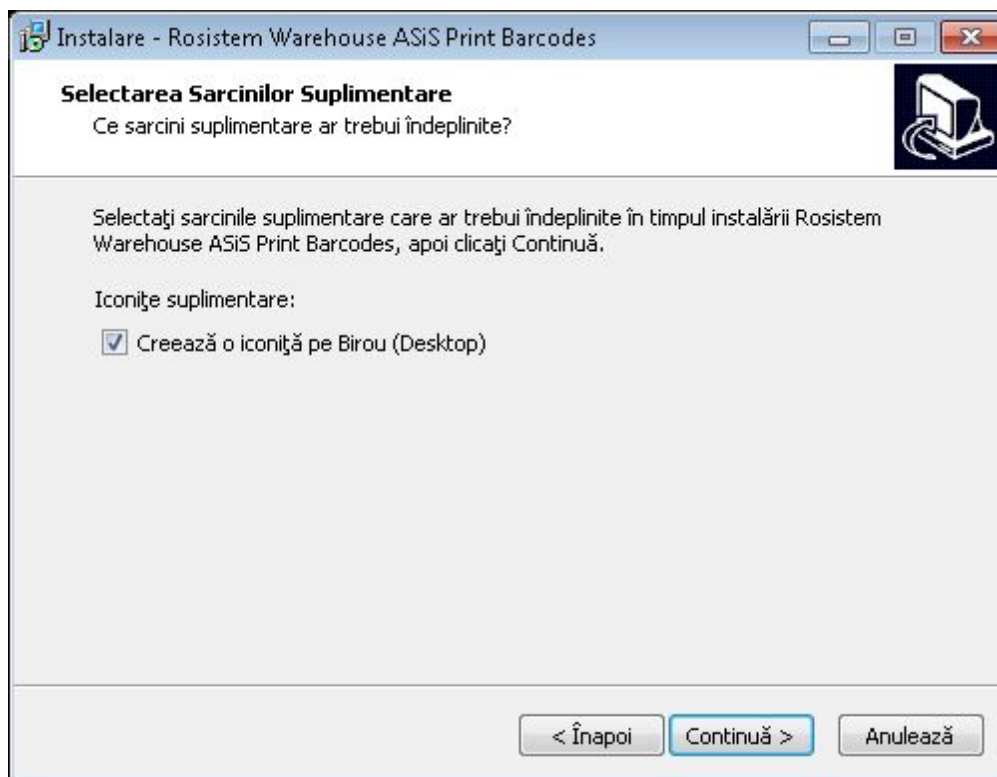 Instalare - Rosistem Warehouse ASiS Print Barcodes
Selectarea Sarcinilor Suplimentare
Ce sarcini suplimentare ar trebui îndeplinite?
Selectaţi sarcinile suplimentare care ar trebui îndeplinite în timpul instalării Rosistem
Warehouse ASiS Print Barcodes, apoi clicaţi Continuă.
Iconiţe suplimentare:
Creează o iconiţă pe Birou (Desktop)
< Înapoi
Continuă >
Anulează